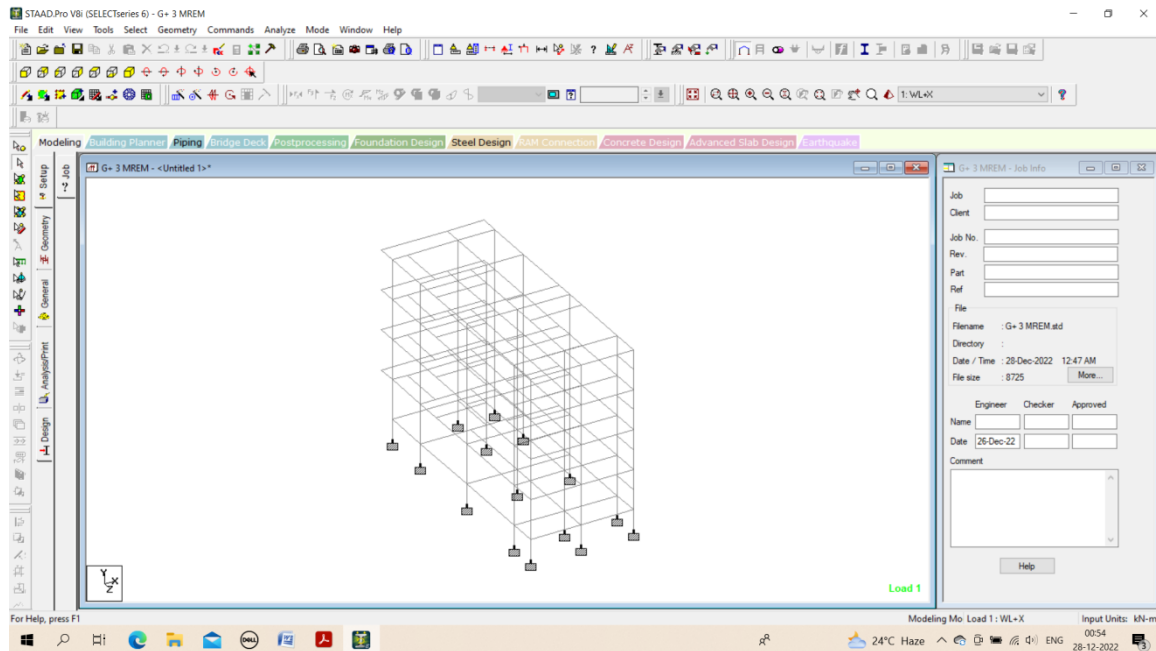 STAAD.Pro V8i (SELECTseries 6) - G+ 3 MREM
File Edit View Tools Select Geometry Commands Analyze Mode Window Help
1: WL+X
Modeling Building Planner Piping Bridge Deck Postprocessing Foundation Design Steel Design RAM Connection Concrete Design Advanced Slab Design Earthquake
Setup
Geometry
General
Analysis/Print
Design
Job
G+ 3 MREM - <Untitled 1>*
Y
X
Z
Load 1
G+ 3 MREM - Job Info
Job
Client
Job No.
Rev.
Part
Ref
File
Filename : G+ 3 MREM.std
Directory :
Date / Time : 28-Dec-2022 12:47 AM
File size : 8725 More...
Engineer Checker Approved
Name
Date 26-Dec-22
Comment
Help
For Help, press F1
Modeling Mo Load 1 : WL+X Input Units: kN-m
DELL
24°C Haze ENG 00:54
28-12-2022
3